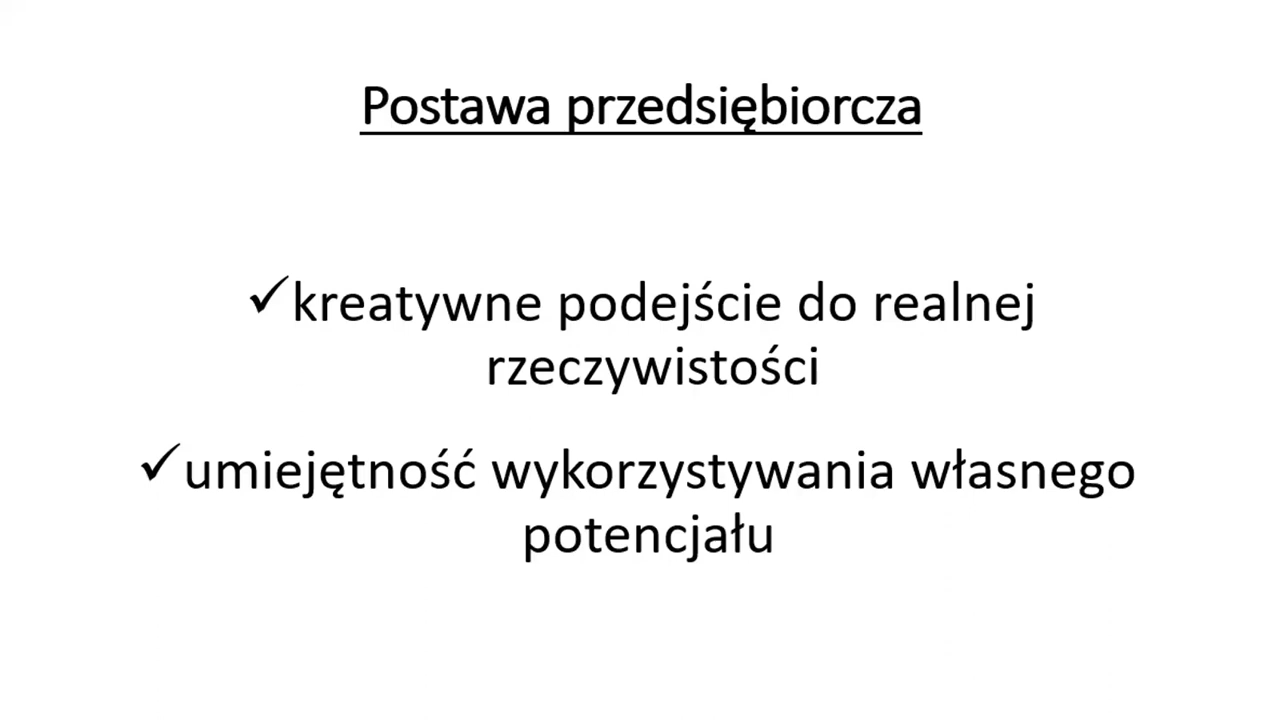 Postawa przedsiębiorcza
✓kreatywne podejście do realnej
rzeczywistości
✓umiejętność wykorzystywania własnego
potencjału